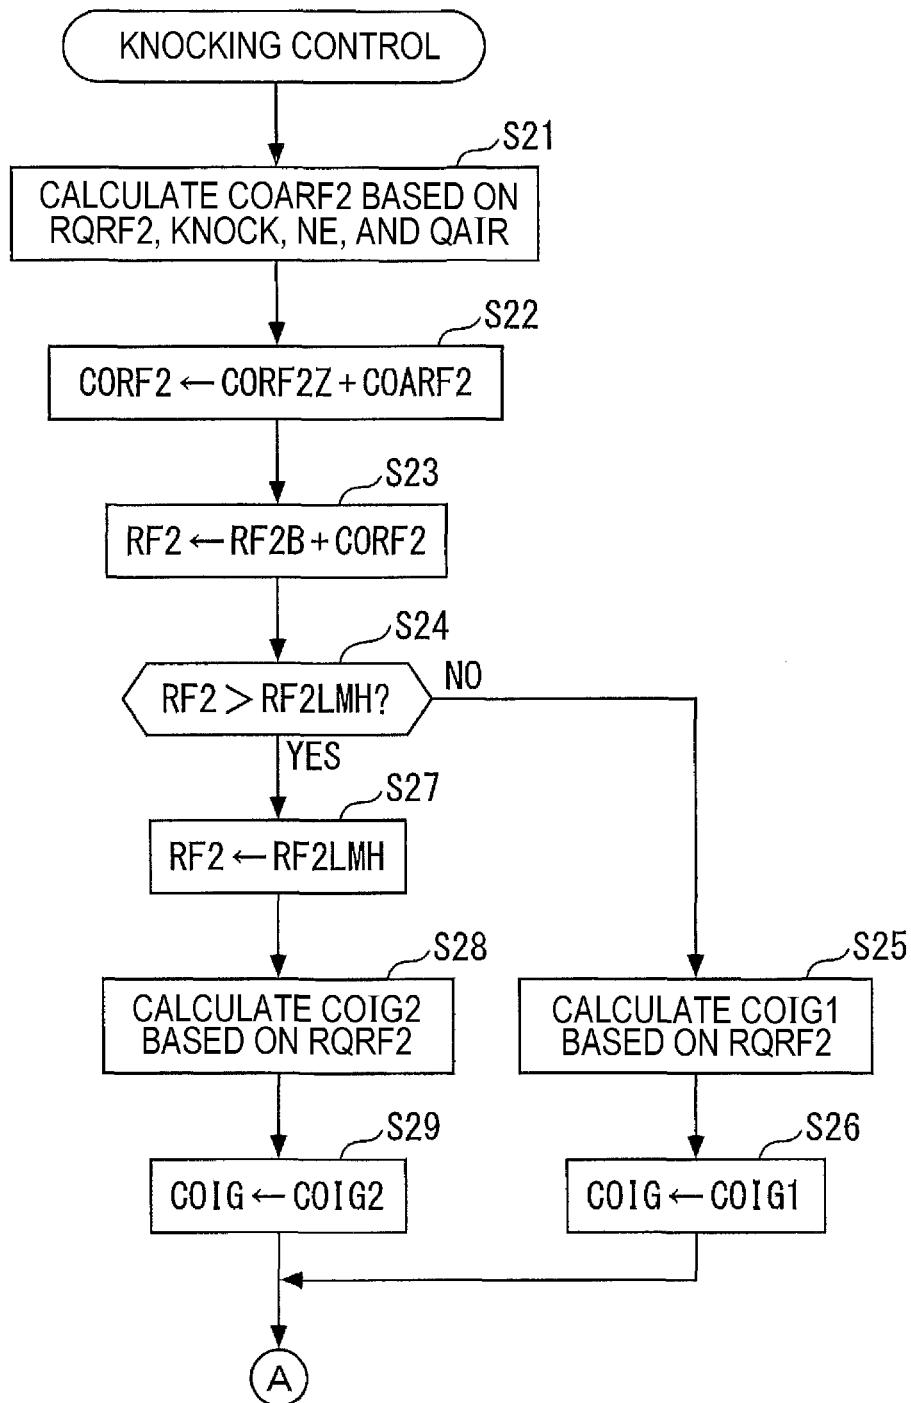 KNOCKING CONTROL
S21
CALCULATE COARF2 BASED ON
RQRF2, KNOCK, NE, AND QAIR
S22
CORF2 ← CORF2Z + COARF2
S23
RF2 ← RF2B + CORF2
S24
RF2 > RF2LMH?
NO
YES
S27
RF2 ← RF2LMH
S28
CALCULATE COIG2
BASED ON RQRF2
S25
CALCULATE COIG1
BASED ON RQRF2
S29
COIG ← COIG2
S26
COIG ← COIG1
A